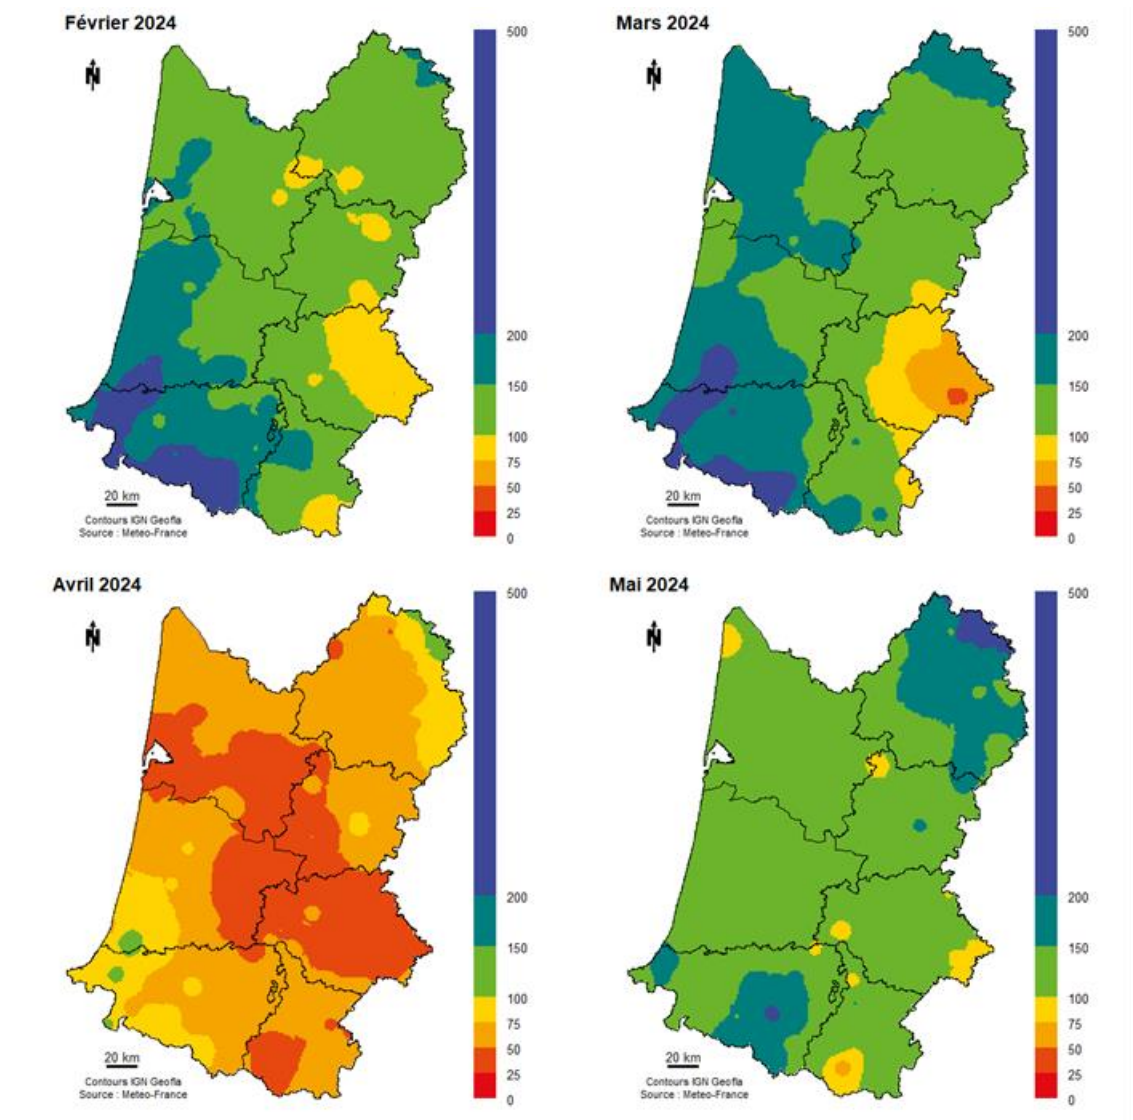 Février 2024
N
500
200
150
100
75
50
25
0
20 km
Contours IGN Geofla
Source : Meteo-France
Mars 2024
N
500
200
150
100
75
50
25
0
20 km
Contours IGN Geofla
Source : Meteo-France
Avril 2024
N
500
200
150
100
75
50
25
0
20 km
Contours IGN Geofla
Source : Meteo-France
Mai 2024
N
500
200
150
100
75
50
25
0
20 km
Contours IGN Geofla
Source : Meteo-France